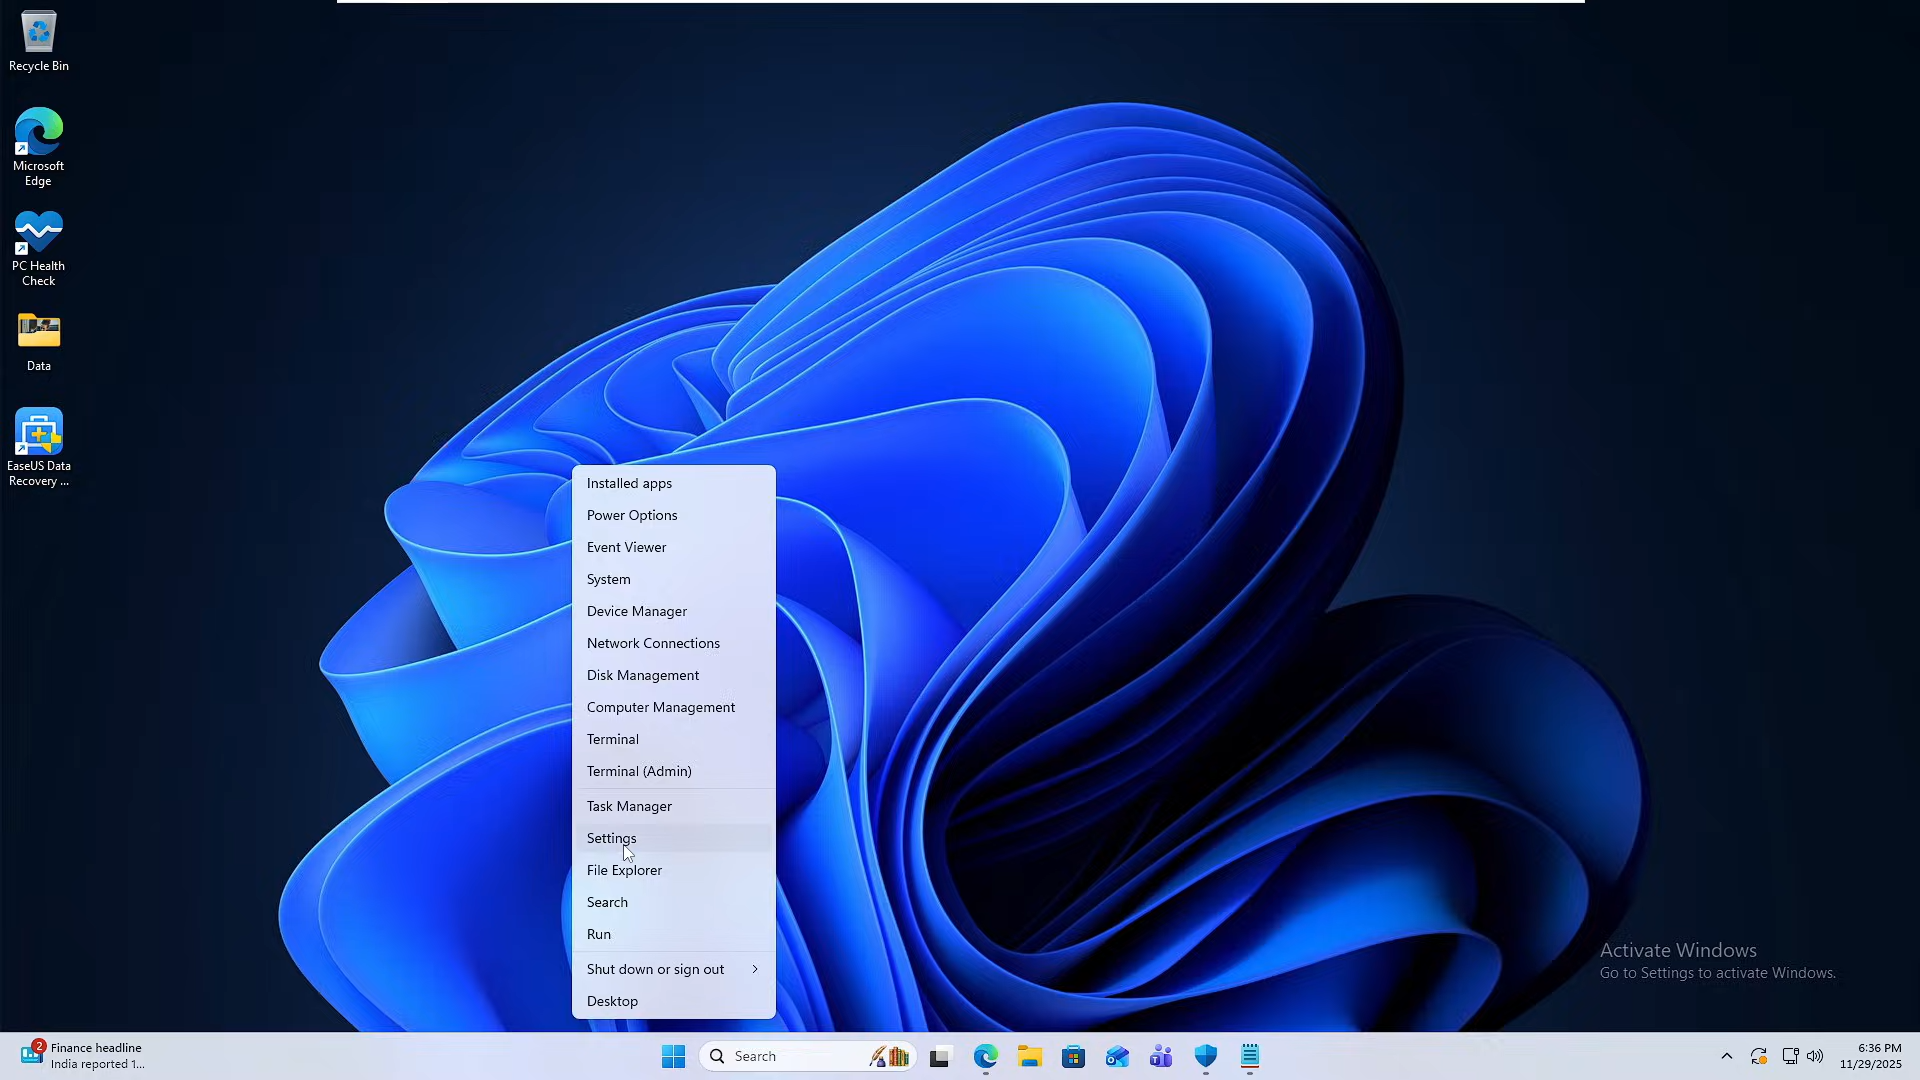 Recycle Bin
Microsoft
Edge
PC Health
Check
Data
EaseUS Data
Recovery ...
Installed apps
Power Options
Event Viewer
System
Device Manager
Network Connections
Disk Management
Computer Management
Terminal
Terminal (Admin)
Task Manager
Settings
File Explorer
Search
Run
Shut down or sign out
Desktop
Activate Windows
Go to Settings to activate Windows.
2
Finance headline
India reported 1...
Search
6:36 PM
11/29/2025